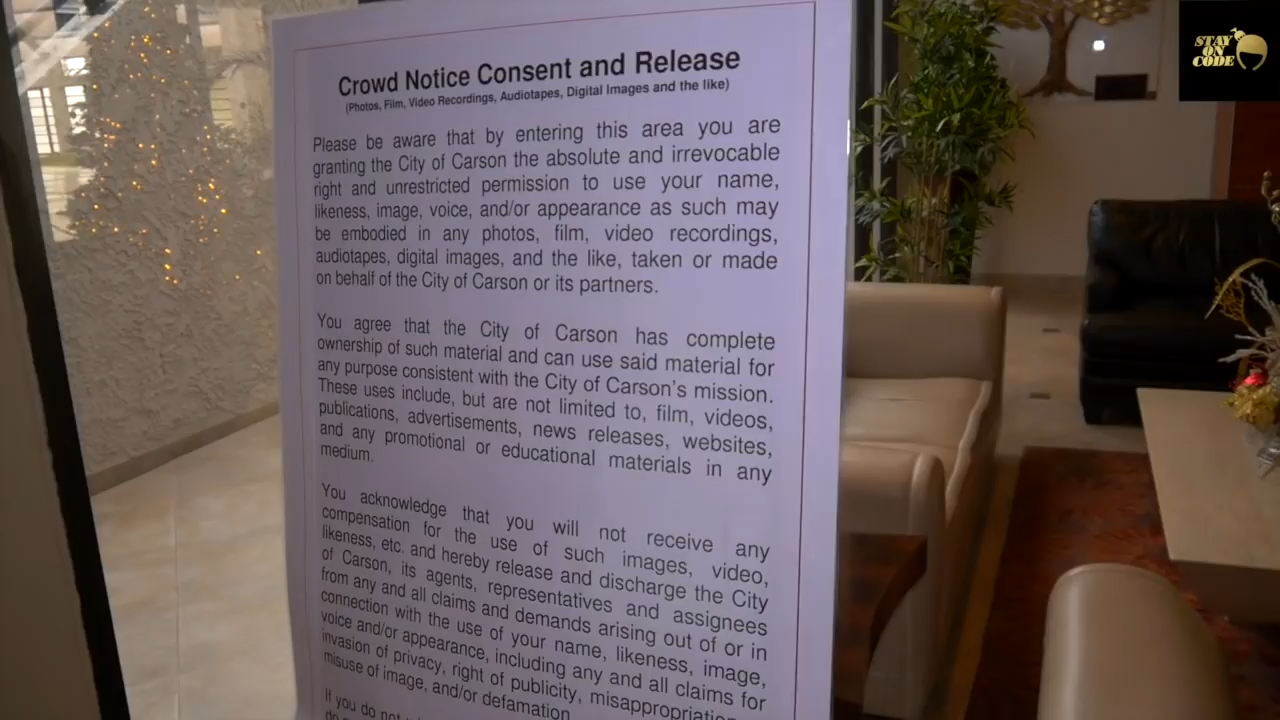 Crowd Notice Consent and Release
(Photos, Film, Video Recordings, Audiotapes, Digital Images and the like)
Please be aware that by entering this area you are
granting the City of Carson the absolute and irrevocable
right and unrestricted permission to use your name,
likeness, image, voice, and/or appearance as such may
be embodied in any photos, film, video recordings,
audiotapes, digital images, and the like, taken or made
on behalf of the City of Carson or its partners.
You agree that the City of Carson has complete
ownership of such material and can use said material for
any purpose consistent with the City of Carson's mission.
These uses include, but are not limited to, film, videos,
publications, advertisements, news releases, websites,
and any promotional or educational materials in any
medium.
You acknowledge that you will not receive any
compensation for the use of such images, video,
likeness, etc. and hereby release and discharge the City
of Carson, its agents, representatives and assignees
from any and all claims and demands arising out of or in
connection with the use of your name, likeness, image,
voice and/or appearance, including any and all claims for
invasion of privacy, right of publicity, misappropriation
misuse of image, and/or defamation
If you do not
STAY
ON
CODE